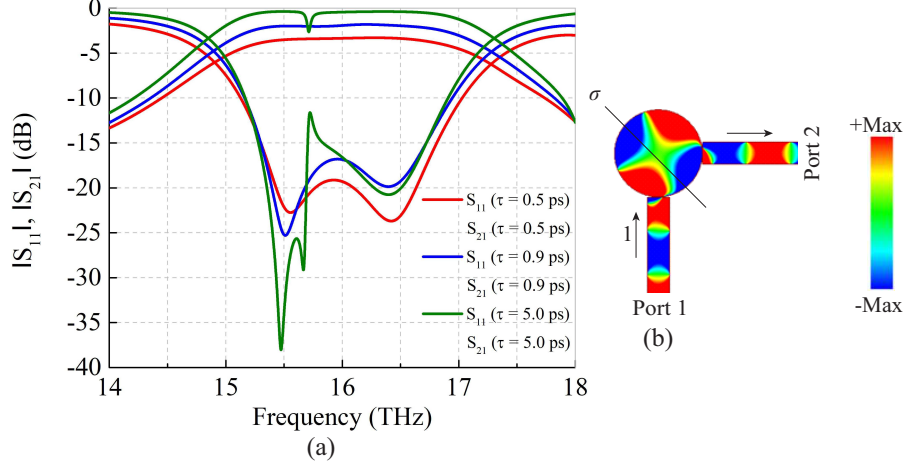 |S11|, |S21| (dB)
0
-5
-10
-15
-20
-25
-30
-35
-40
14
15
16
17
18
Frequency (THz)
(a)
S11 (τ = 0.5 ps)
S21 (τ = 0.5 ps)
S11 (τ = 0.9 ps)
S21 (τ = 0.9 ps)
S11 (τ = 5.0 ps)
S21 (τ = 5.0 ps)
σ
Port 2
1
Port 1
(b)
+Max
-Max